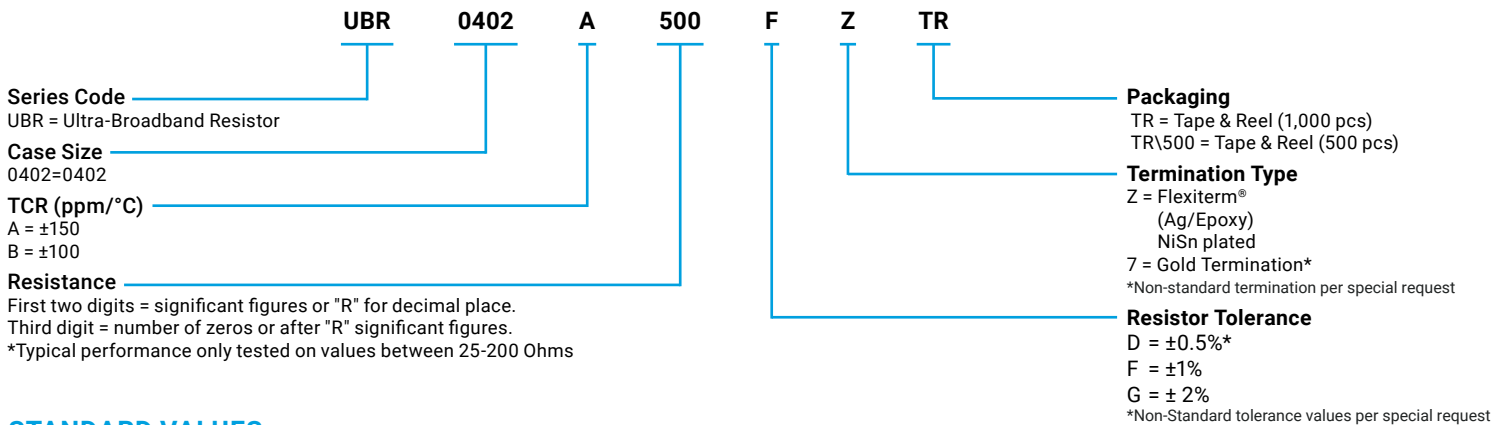 UBR 0402 A 500 F Z TR
Series Code
UBR = Ultra-Broadband Resistor
Case Size
0402=0402
TCR (ppm/°C)
A = ±150
B = ±100
Resistance
First two digits = significant figures or "R" for decimal place.
Third digit = number of zeros or after "R" significant figures.
*Typical performance only tested on values between 25-200 Ohms
Packaging
TR = Tape & Reel (1,000 pcs)
TR\500 = Tape & Reel (500 pcs)
Termination Type
Z = Flexiterm®
(Ag/Epoxy)
NiSn plated
7 = Gold Termination*
*Non-standard termination per special request
Resistor Tolerance
D = ±0.5%*
F = ±1%
G = ± 2%
*Non-Standard tolerance values per special request
STANDARD VALUES